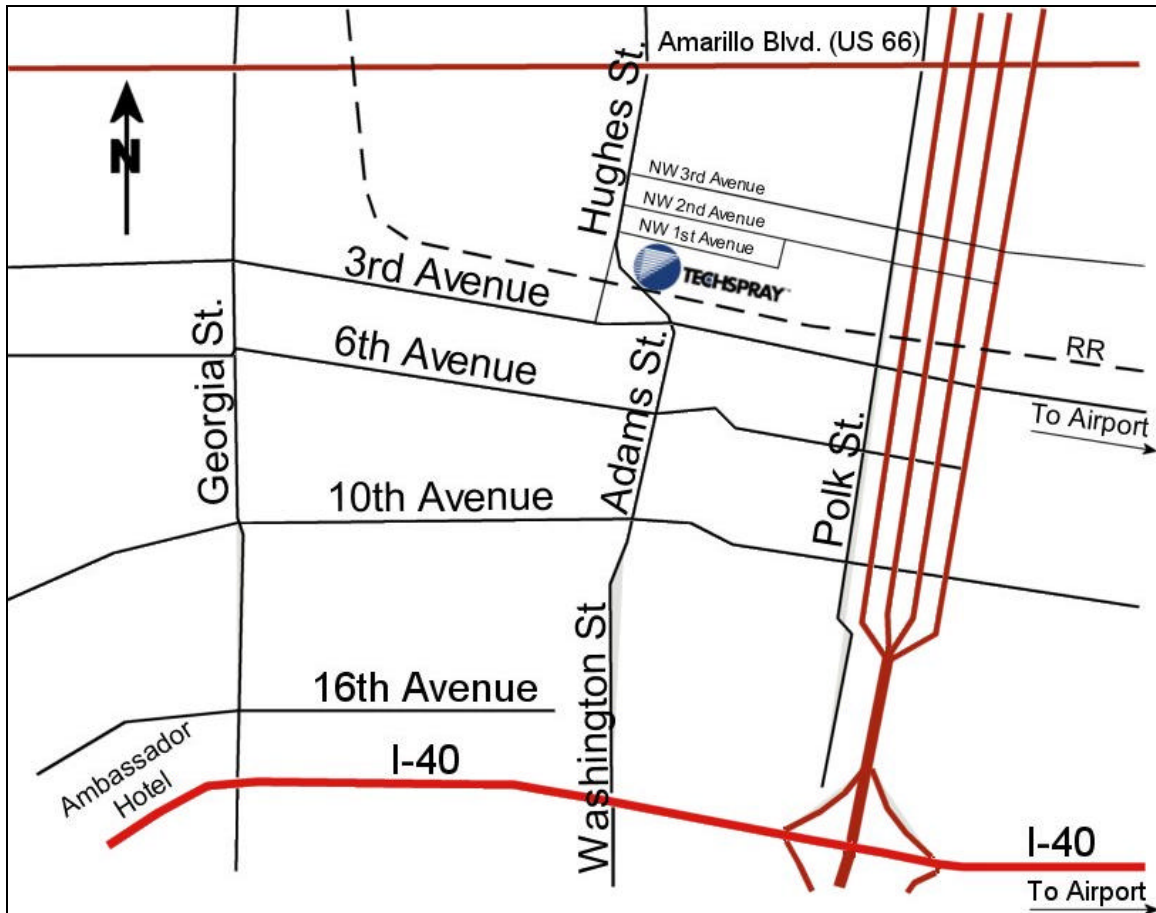 Amarillo Blvd. (US 66)
Hughes St.
N
NW 3rd Avenue
NW 2nd Avenue
NW 1st Avenue
3rd Avenue
TECHSPRAY™
Georgia St.
6th Avenue
Adams St.
RR
To Airport
Polk St.
10th Avenue
Washington St
16th Avenue
Ambassador
Hotel
I-40
I-40
To Airport